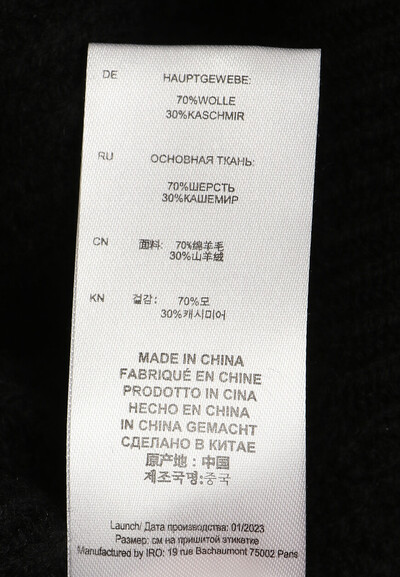 DE HAUPTGEWEBE:
70%WOLLE
30%KASCHMIR
RU ОСНОВНАЯ ТКАНЬ:
70%ШЕРСТЬ
30%КАШЕМИР
CN 面料: 70%绵羊毛
30%山羊绒
KN 겉감: 70%모
30%캐시미어
MADE IN CHINA
FABRIQUÉ EN CHINE
PRODOTTO IN CINA
HECHO EN CHINA
IN CHINA GEMACHT
СДЕЛАНО В КИТАЕ
原产地：中国
제조국명:중국
Launch/ Дата производства: 01/2023
Размер: см на пришитой этикетке
Manufactured by IRO: 19 rue Bachaumont 75002 Paris